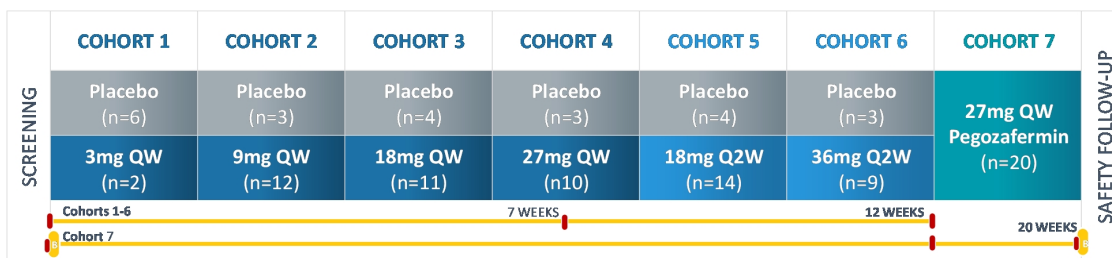 SCREENING
COHORT 1
COHORT 2
COHORT 3
COHORT 4
COHORT 5
COHORT 6
COHORT 7
Placebo
(n=6)
Placebo
(n=3)
Placebo
(n=4)
Placebo
(n=3)
Placebo
(n=4)
Placebo
(n=3)
27mg QW
Pegozafermin
(n=20)
3mg QW
(n=2)
9mg QW
(n=12)
18mg QW
(n=11)
27mg QW
(n10)
18mg Q2W
(n=14)
36mg Q2W
(n=9)
SAFETY FOLLOW-UP
Cohorts 1-6
7 WEEKS
12 WEEKS
Cohort 7
20 WEEKS